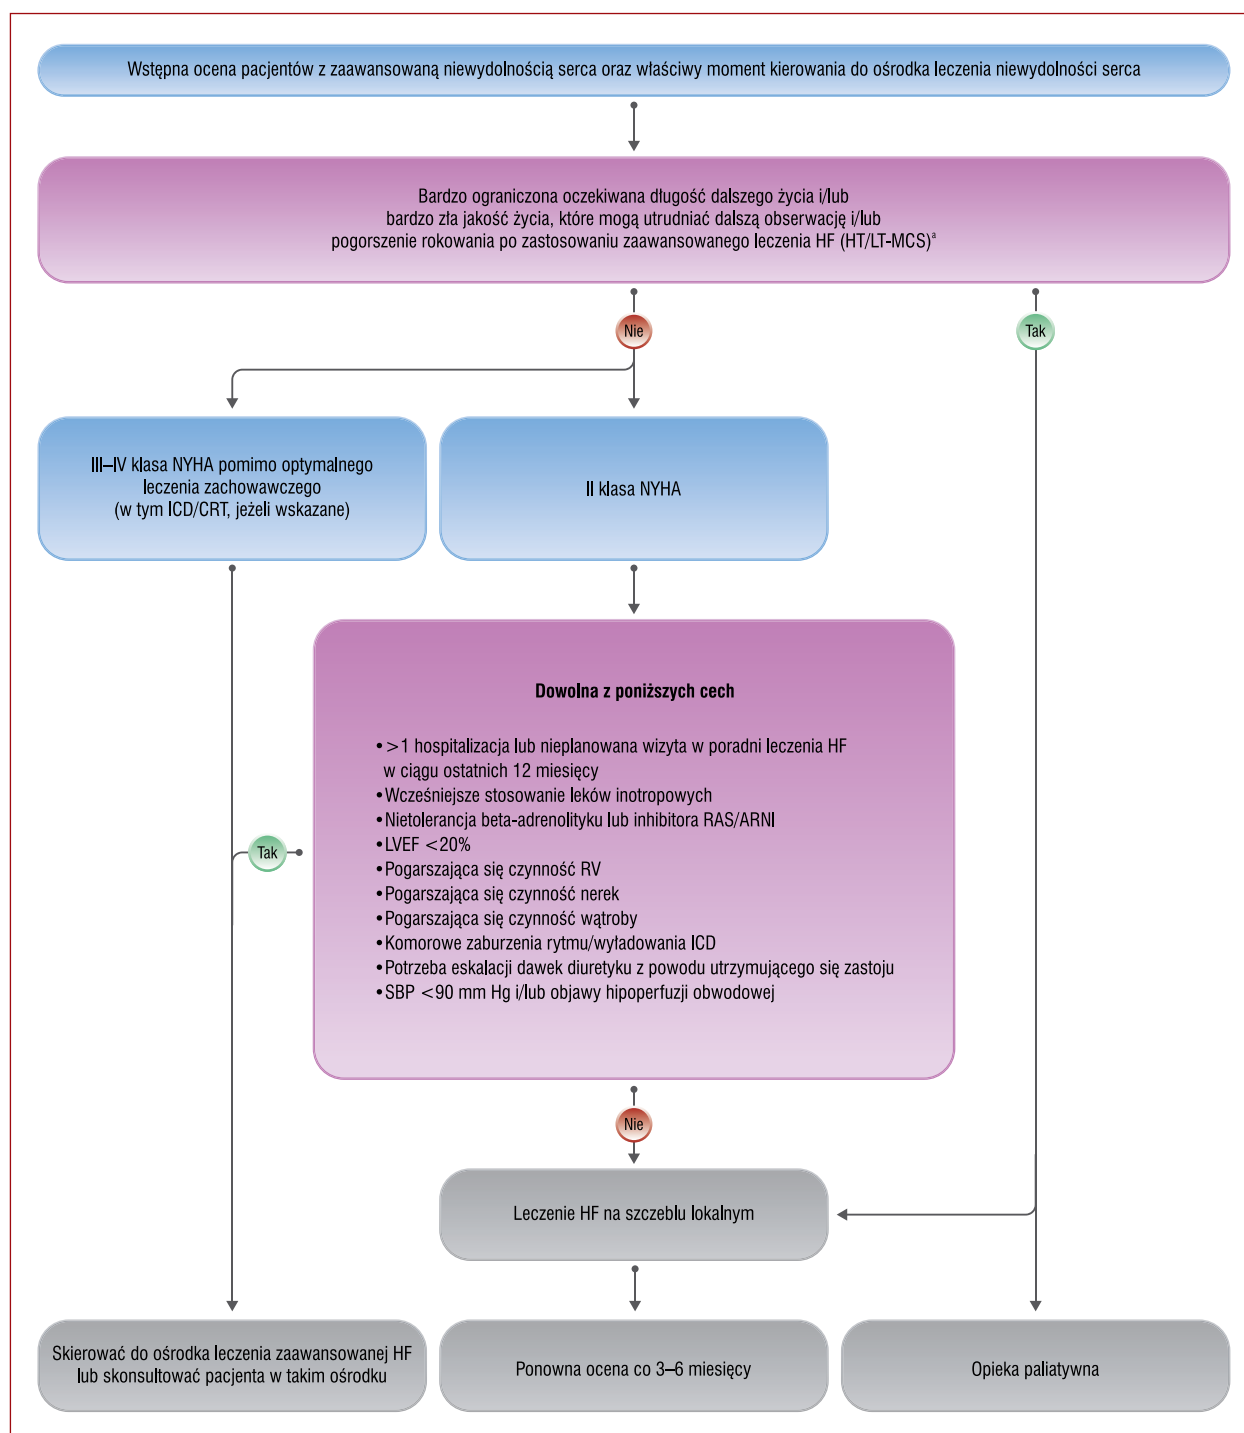 Wstępna ocena pacjentów z zaawansowaną niewydolnością serca oraz właściwy moment kierowania do ośrodka leczenia niewydolności serca
Bardzo ograniczona oczekiwana długość dalszego życia i/lub
bardzo zła jakość życia, które mogą utrudniać dalszą obserwację i/lub
pogorszenie rokowania po zastosowaniu zaawansowanego leczenia HF (HT/LT-MCS)ᵃ
Nie
Tak
III–IV klasa NYHA pomimo optymalnego
leczenia zachowawczego
(w tym ICD/CRT, jeżeli wskazane)
II klasa NYHA
Dowolna z poniższych cech
• >1 hospitalizacja lub nieplanowana wizyta w poradni leczenia HF
w ciągu ostatnich 12 miesięcy
• Wcześniejsze stosowanie leków inotropowych
• Nietolerancja beta-adrenolityku lub inhibitora RAS/ARNI
• LVEF <20%
• Pogarszająca się czynność RV
• Pogarszająca się czynność nerek
• Pogarszająca się czynność wątroby
• Komorowe zaburzenia rytmu/wyładowania ICD
• Potrzeba eskalacji dawek diuretyku z powodu utrzymującego się zastoju
• SBP <90 mm Hg i/lub objawy hipoperfuzji obwodowej
Tak
Nie
Leczenie HF na szczeblu lokalnym
Skierować do ośrodka leczenia zaawansowanej HF
lub skonsultować pacjenta w takim ośrodku
Ponowna ocena co 3–6 miesięcy
Opieka paliatywna